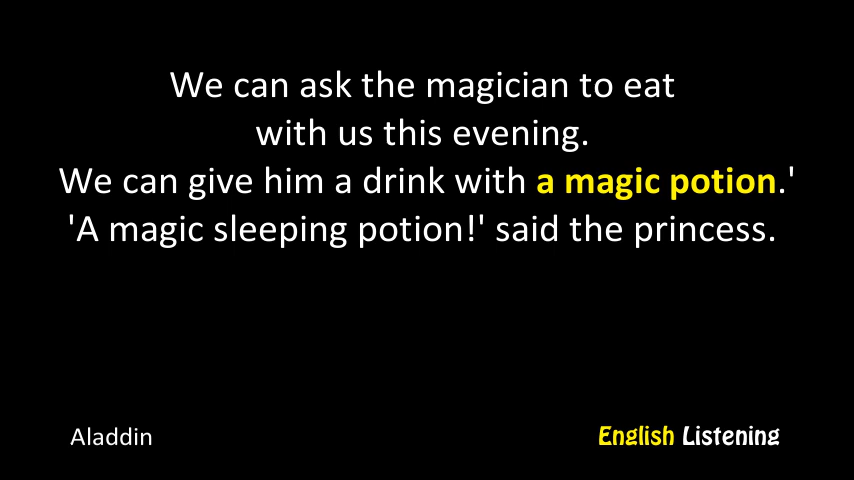 We can ask the magician to eat
with us this evening.
We can give him a drink with a magic potion.'
'A magic sleeping potion!' said the princess.
Aladdin
English Listening